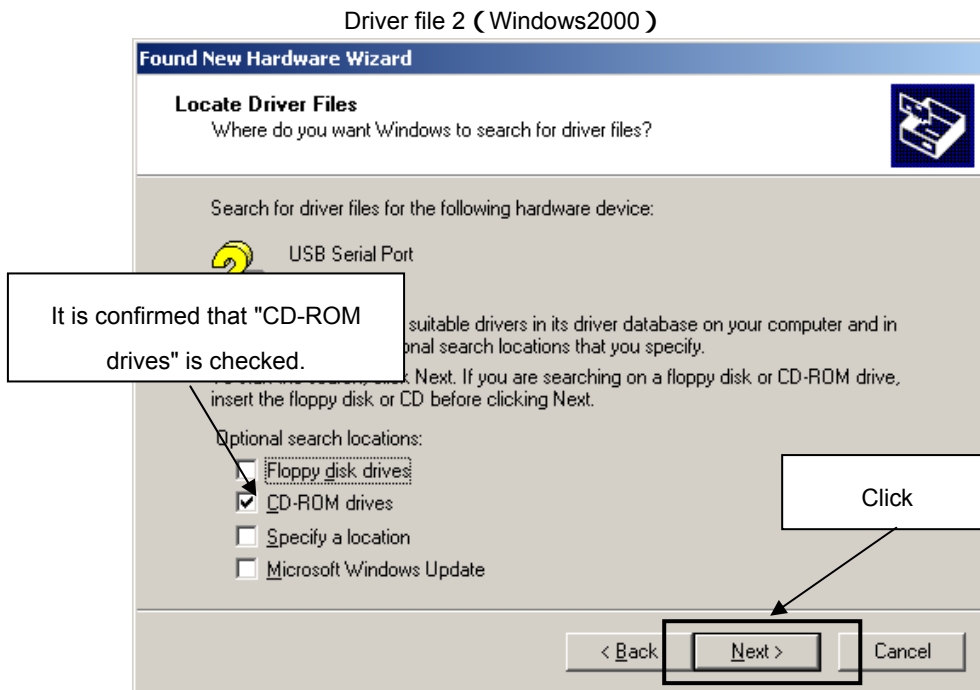 Driver file 2（Windows2000）
Found New Hardware Wizard
Locate Driver Files
Where do you want Windows to search for driver files?
Search for driver files for the following hardware device:
USB Serial Port
It is confirmed that "CD-ROM
drives" is checked.
suitable drivers in its driver database on your computer and in
search locations that you specify.
Next. If you are searching on a floppy disk or CD-ROM drive,
insert the floppy disk or CD before clicking Next.
Optional search locations:
Floppy disk drives
CD-ROM drives
Specify a location
Microsoft Windows Update
Click
< Back
Next >
Cancel